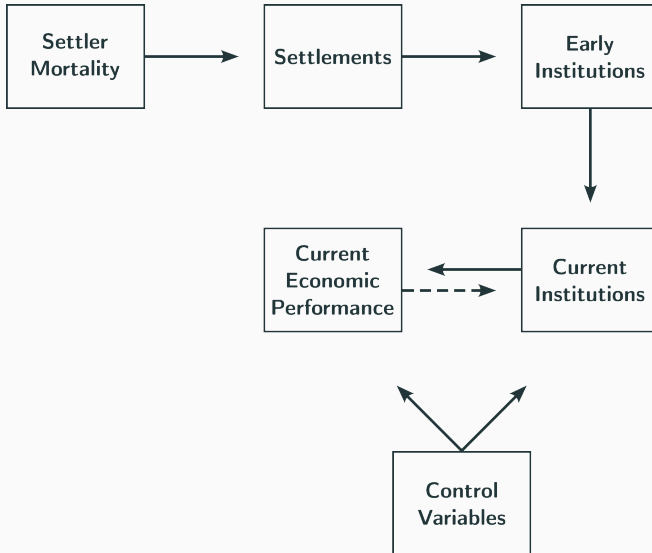 Settler
Mortality
Settlements
Early
Institutions
Current
Economic
Performance
Current
Institutions
Control
Variables